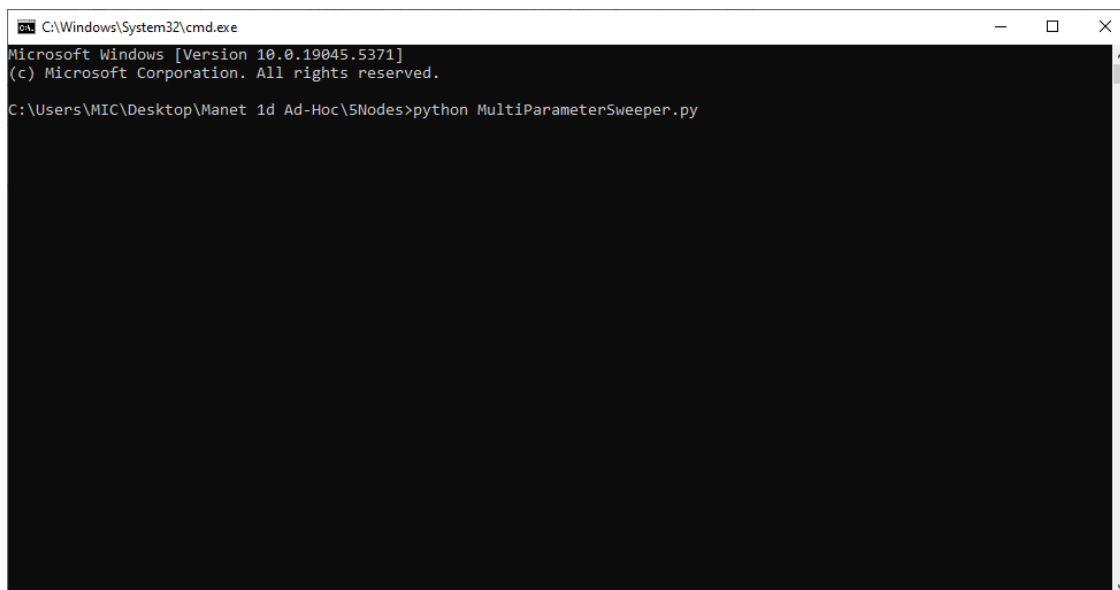 C:\Windows\System32\cmd.exe
Microsoft Windows [Version 10.0.19045.5371]
(c) Microsoft Corporation. All rights reserved.
C:\Users\MIC\Desktop\Manet 1d Ad-Hoc\5Nodes>python MultiParameterSweeper.py